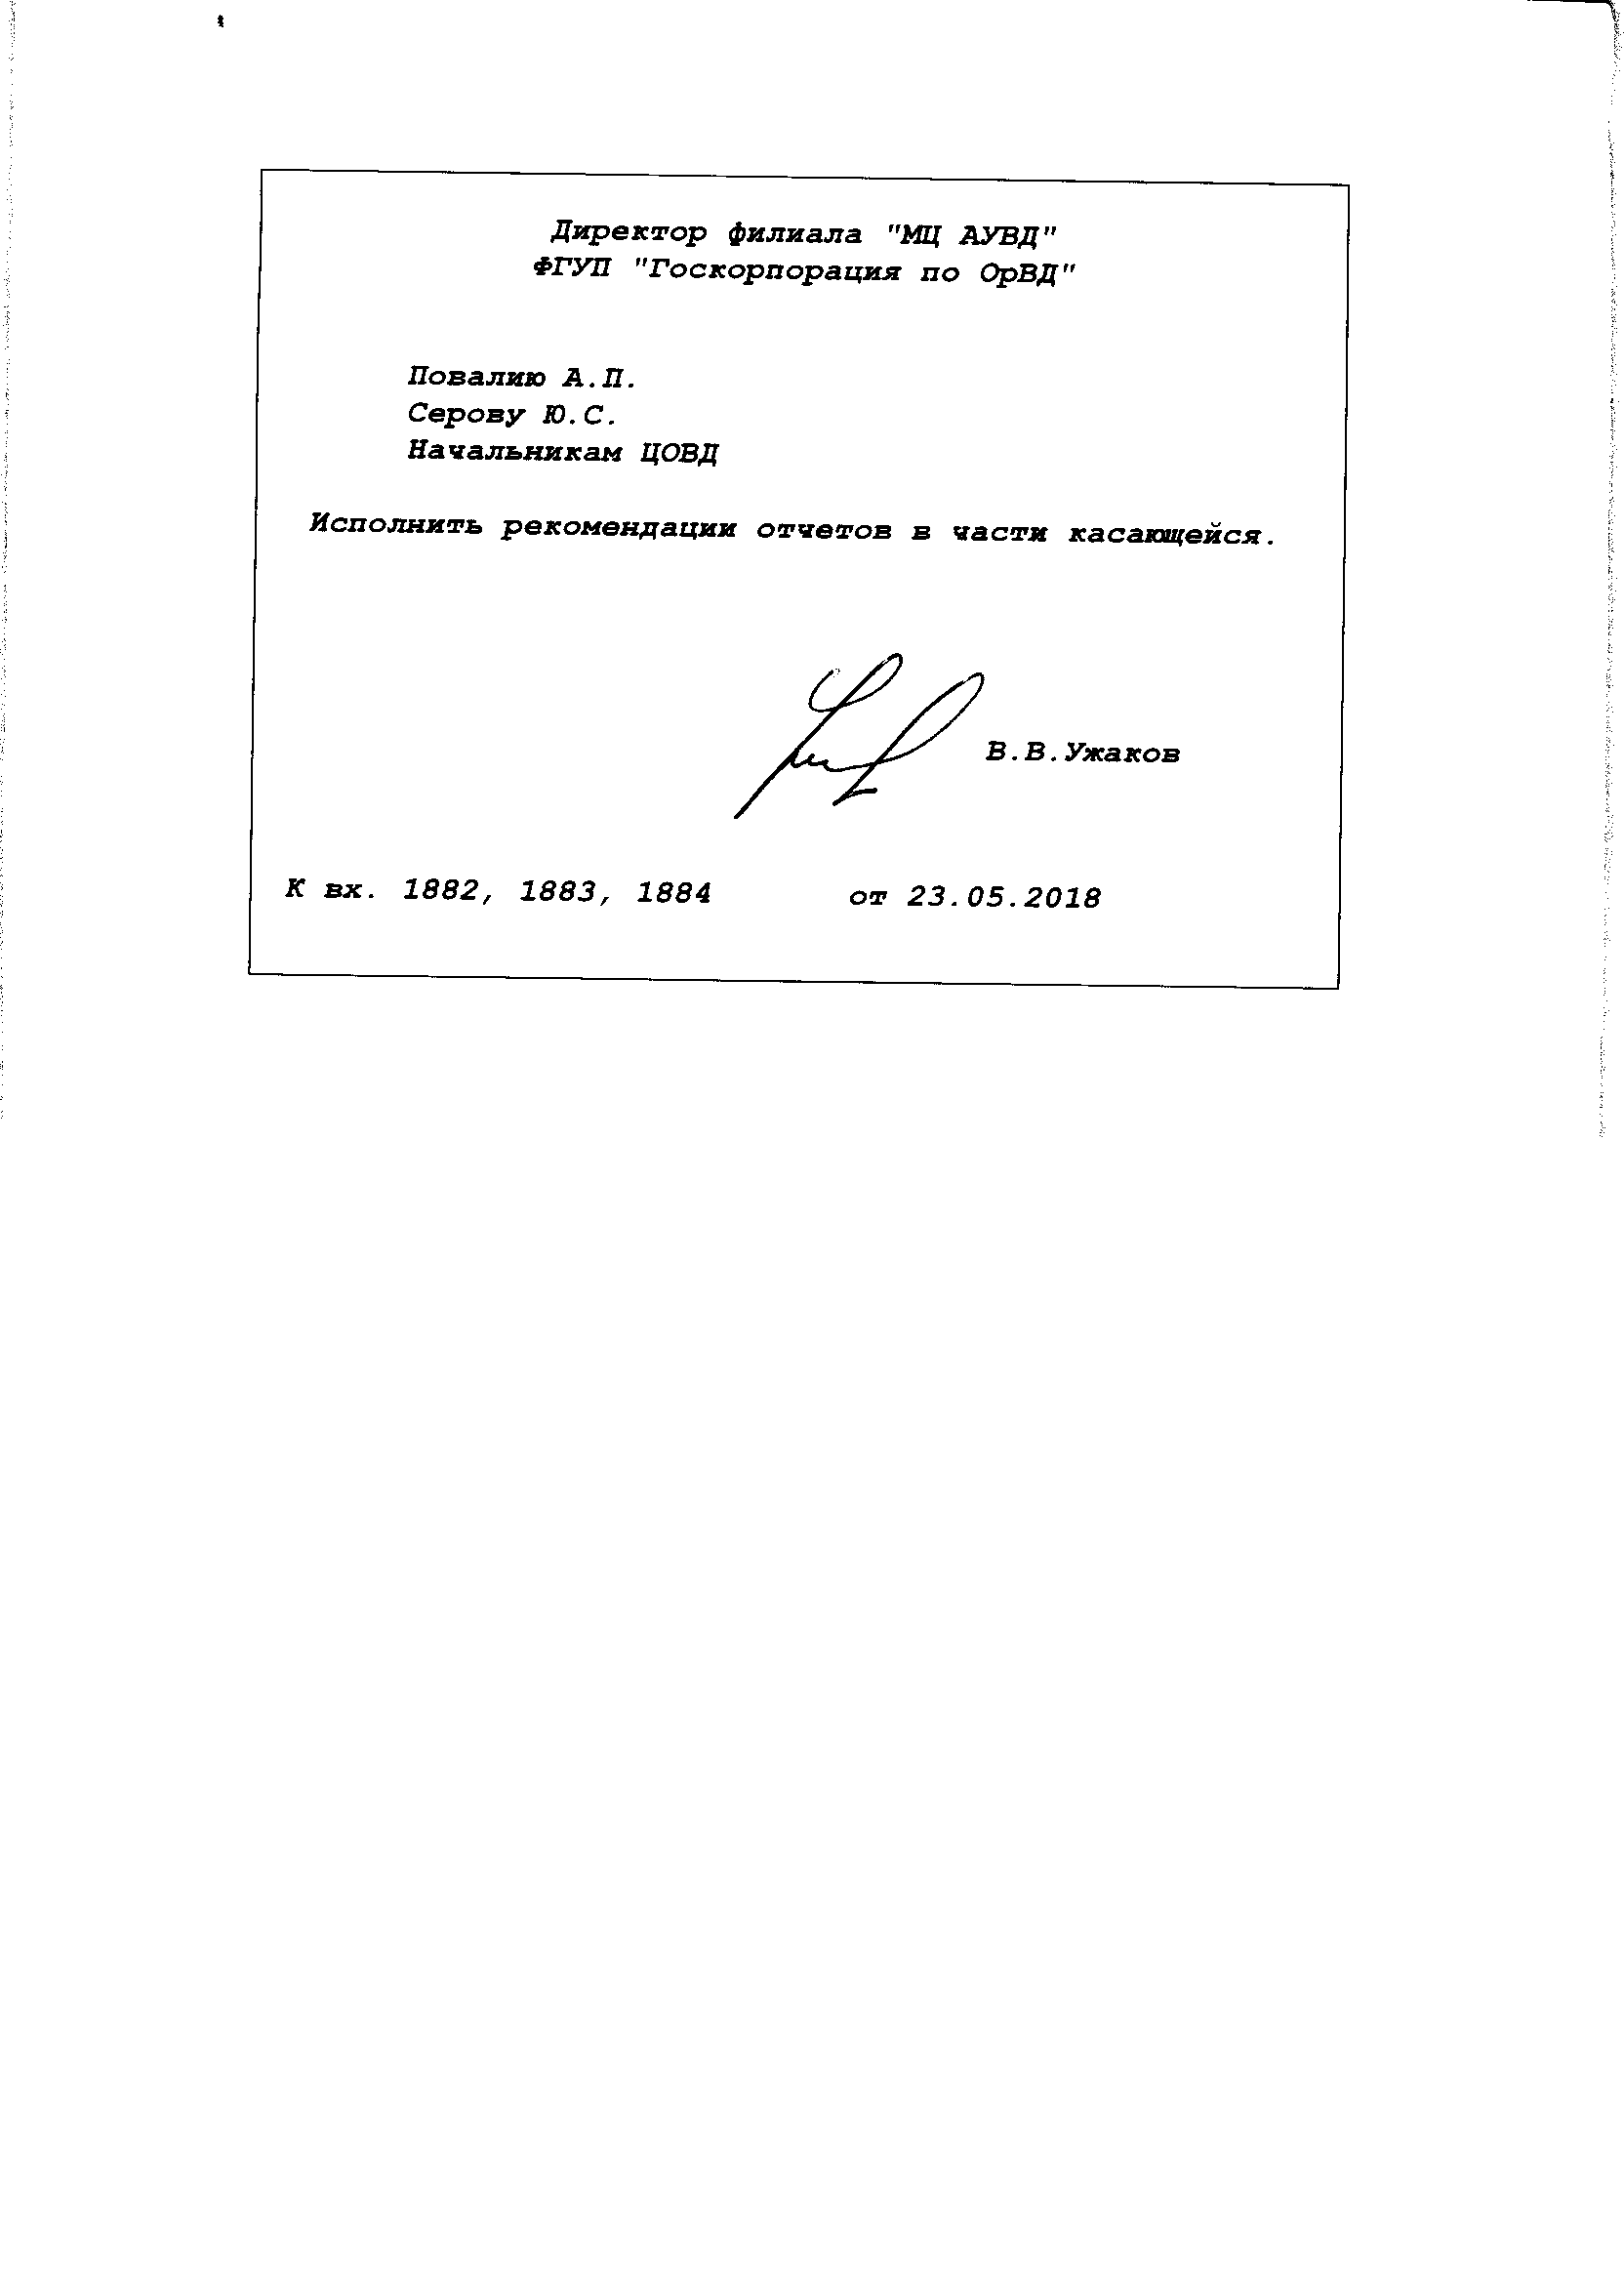 Директор филиала "МЦ АУВД"
ФГУП "Госкорпорация по ОрВД"
Повалию А.П.
Серову Ю.С.
Начальникам ЦОВД
Исполнить рекомендации отчетов в части касающейся.
В.В.Ужаков
К вх. 1882, 1883, 1884 от 23.05.2018